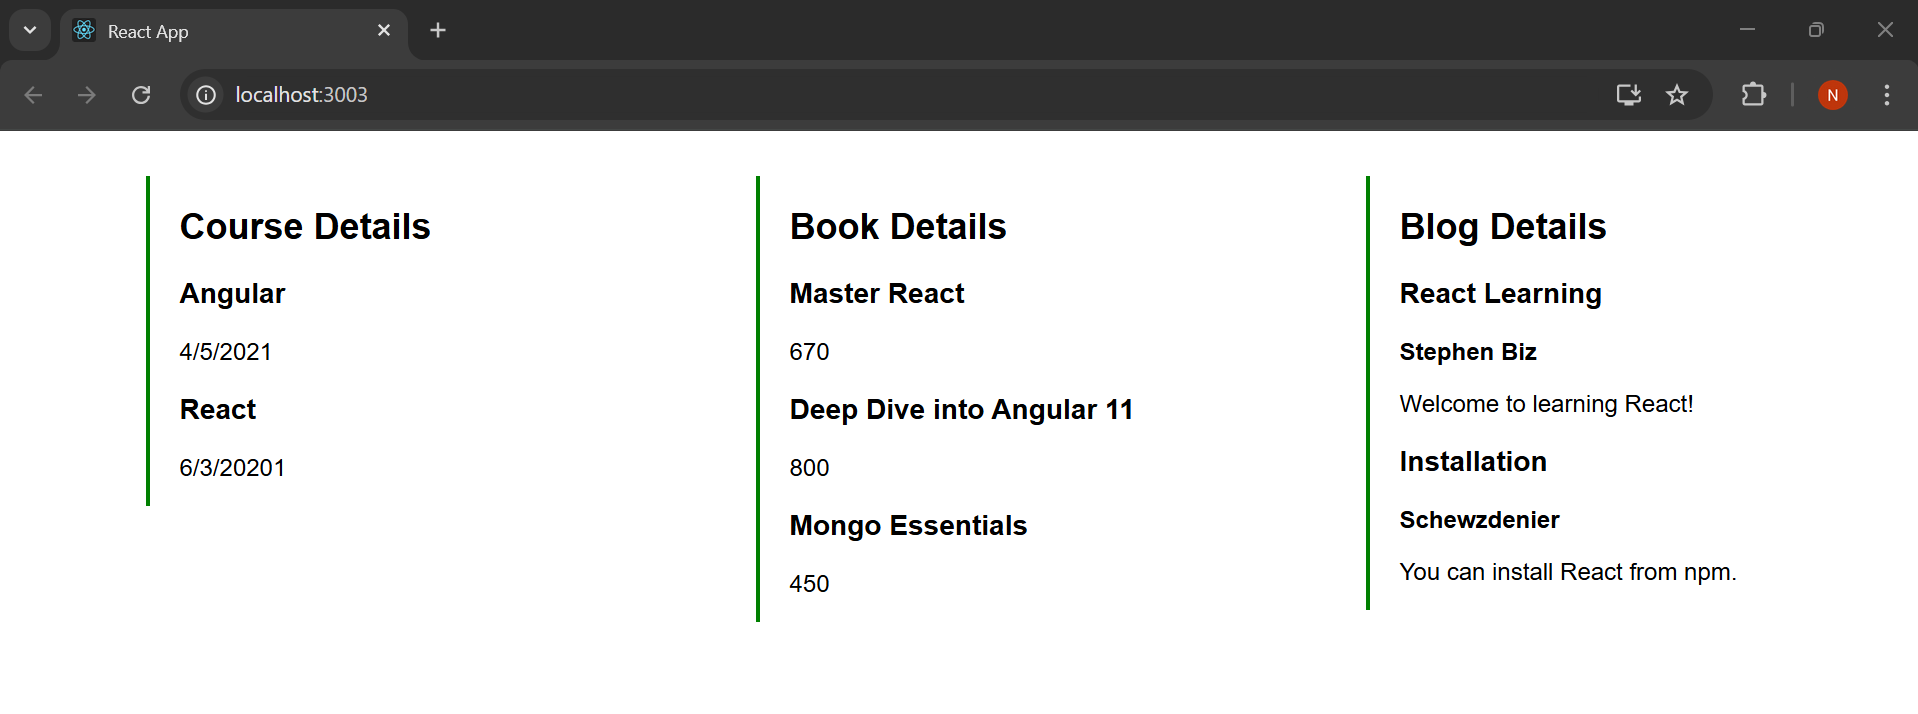 React App
localhost:3003
N
Course Details
Angular
4/5/2021
React
6/3/20201
Book Details
Master React
670
Deep Dive into Angular 11
800
Mongo Essentials
450
Blog Details
React Learning
Stephen Biz
Welcome to learning React!
Installation
Schewzdenier
You can install React from npm.